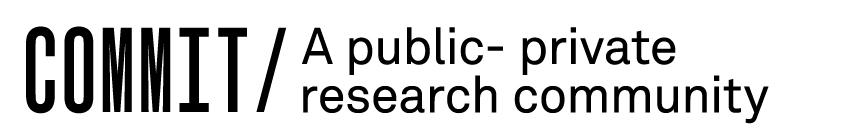 COMMIT/ A public- private
research community